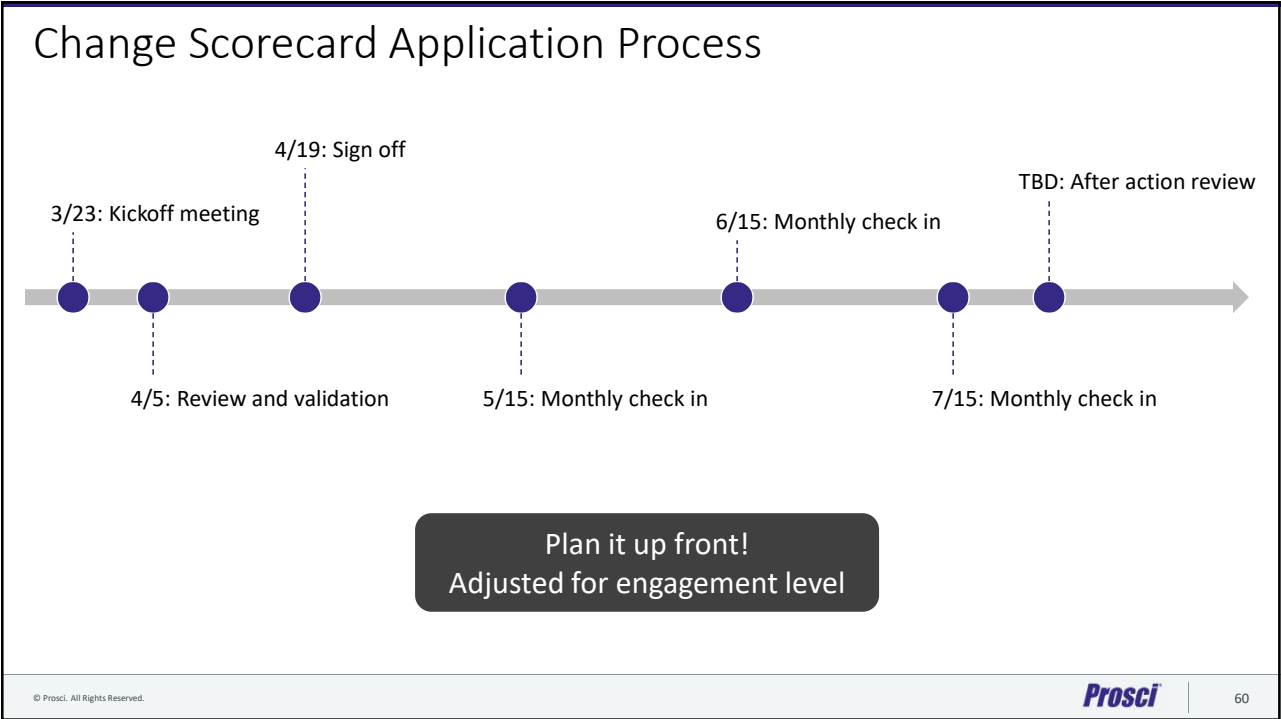 Change Scorecard Application Process
4/19: Sign off
TBD: After action review
3/23: Kickoff meeting
6/15: Monthly check in
4/5: Review and validation
5/15: Monthly check in
7/15: Monthly check in
Plan it up front!
Adjusted for engagement level
© Prosci. All Rights Reserved.
Prosci
60